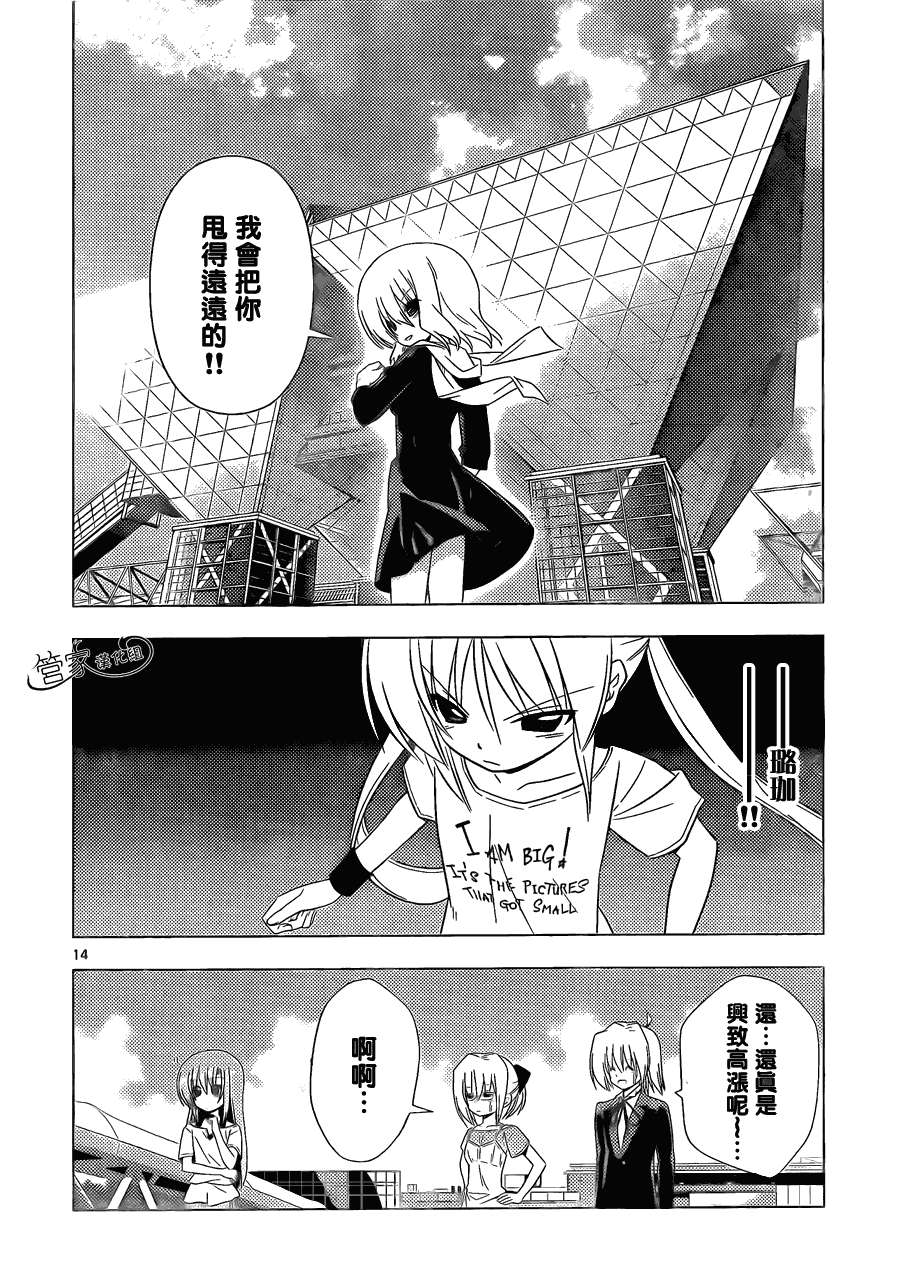 我會把你
甩得遠遠的!!
管家
漢化組
——璐珈
——!!
I AM BIG!
IT'S THE PICTURES
THAT GOT SMALL
14
還…還真是
興致高漲呢~…
啊啊…